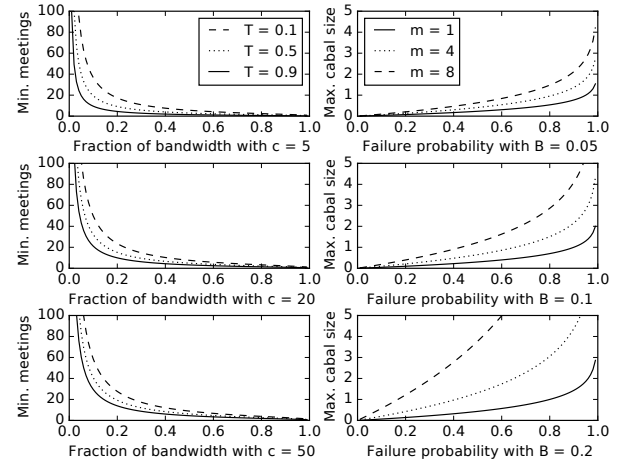 Min. meetings
100
80
60
40
20
0
T = 0.1
T = 0.5
T = 0.9
0.0 0.2 0.4 0.6 0.8 1.0
Fraction of bandwidth with c = 5
Max. cabal size
5
4
3
2
1
0
m = 1
m = 4
m = 8
0.0 0.2 0.4 0.6 0.8 1.0
Failure probability with B = 0.05
Min. meetings
100
80
60
40
20
0
0.0 0.2 0.4 0.6 0.8 1.0
Fraction of bandwidth with c = 20
Max. cabal size
5
4
3
2
1
0
0.0 0.2 0.4 0.6 0.8 1.0
Failure probability with B = 0.1
Min. meetings
100
80
60
40
20
0
0.0 0.2 0.4 0.6 0.8 1.0
Fraction of bandwidth with c = 50
Max. cabal size
5
4
3
2
1
0
0.0 0.2 0.4 0.6 0.8 1.0
Failure probability with B = 0.2